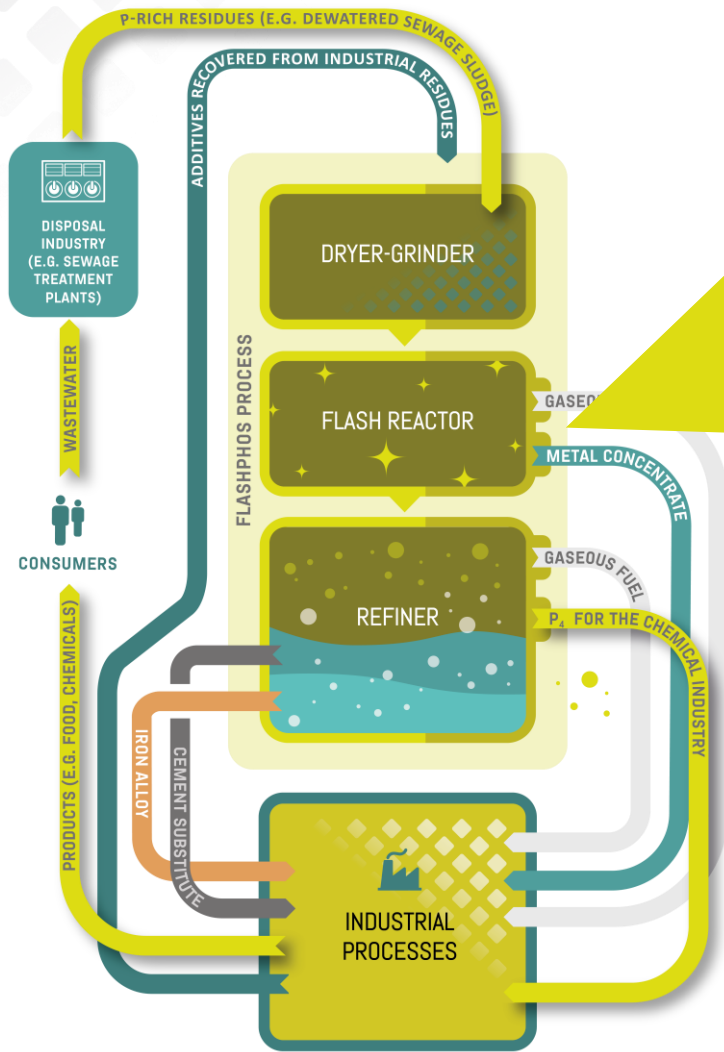 P-RICH RESIDUES (E.G. DEWATERED SEWAGE SLUDGE)
ADDITIVES RECOVERED FROM INDUSTRIAL RESIDUES
DISPOSAL
INDUSTRY
(E.G. SEWAGE
TREATMENT
PLANTS)
WASTEWATER
CONSUMERS
PRODUCTS (E.G. FOOD, CHEMICALS)
FLASHPHOS PROCESS
DRYER-GRINDER
FLASH REACTOR
GASEOUS
METAL CONCENTRATE
REFINER
GASEOUS FUEL
P₄ FOR THE CHEMICAL INDUSTRY
IRON ALLOY
CEMENT SUBSTITUTE
INDUSTRIAL
PROCESSES